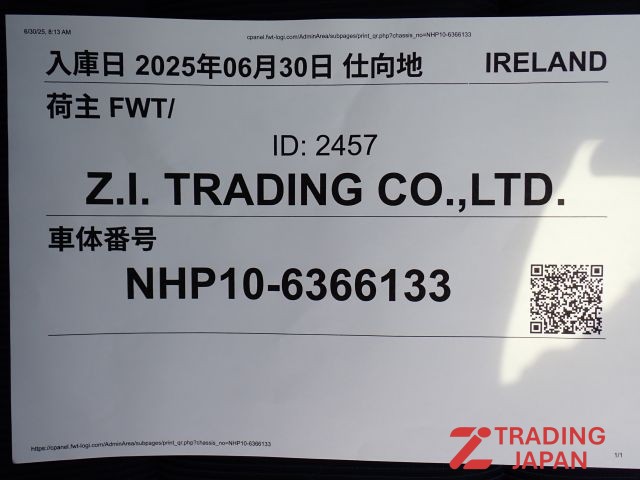 6/30/25, 8:13 AM
cpanel.fwt-logi.com/AdminArea/subpages/print_qr.php?chassis_no=NHP10-6366133
入庫日 2025年06月30日 仕向地 IRELAND
荷主 FWT/
ID: 2457
Z.I. TRADING CO.,LTD.
車体番号
NHP10-6366133
https://cpanel.fwt-logi.com/AdminArea/subpages/print_qr.php?chassis_no=NHP10-6366133
1/1
TRADING
JAPAN